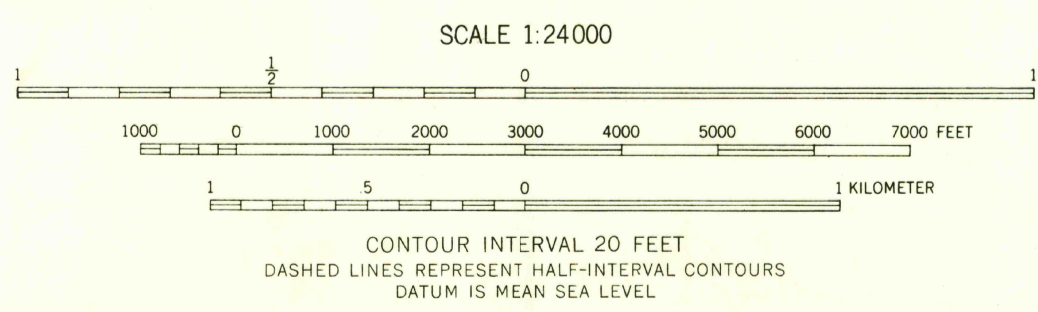 SCALE 1:24000
1 1/2 0 1
1000 0 1000 2000 3000 4000 5000 6000 7000 FEET
1 .5 0 1 KILOMETER
CONTOUR INTERVAL 20 FEET
DASHED LINES REPRESENT HALF-INTERVAL CONTOURS
DATUM IS MEAN SEA LEVEL